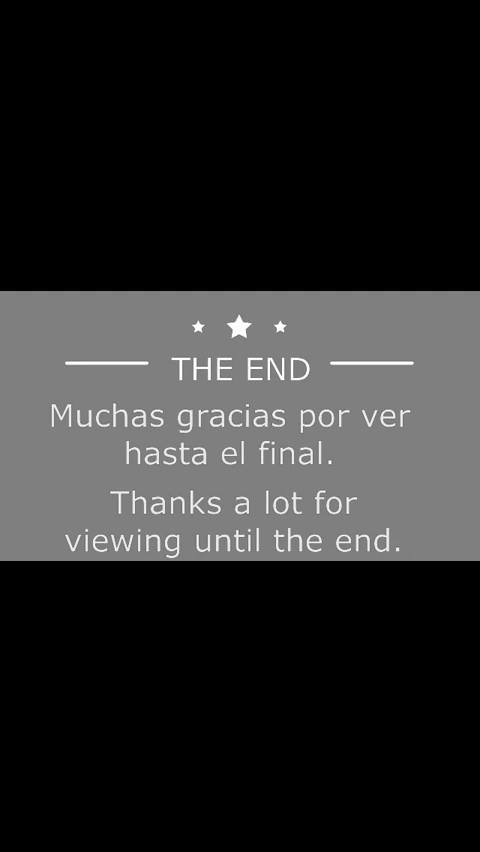 THE END
Muchas gracias por ver
hasta el final.
Thanks a lot for
viewing until the end.